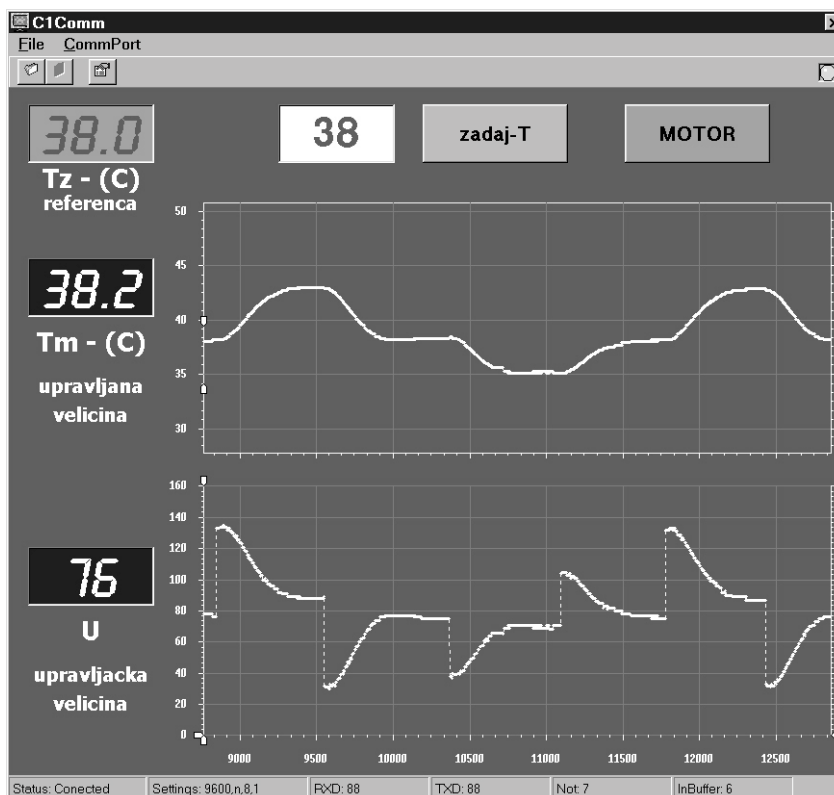 C1Comm
File CommPort
38.0
38
zadaj-T
MOTOR
Tz - (C)
referenca
50
45
40
35
30
38.2
Tm - (C)
upravljana
velicina
160
140
120
100
80
60
40
20
0
76
U
upravljacka
velicina
9000 9500 10000 10500 11000 11500 12000 12500
Status: Conected Settings: 9600,n,8,1 RXD: 88 TXD: 88 Not: 7 InBuffer: 6